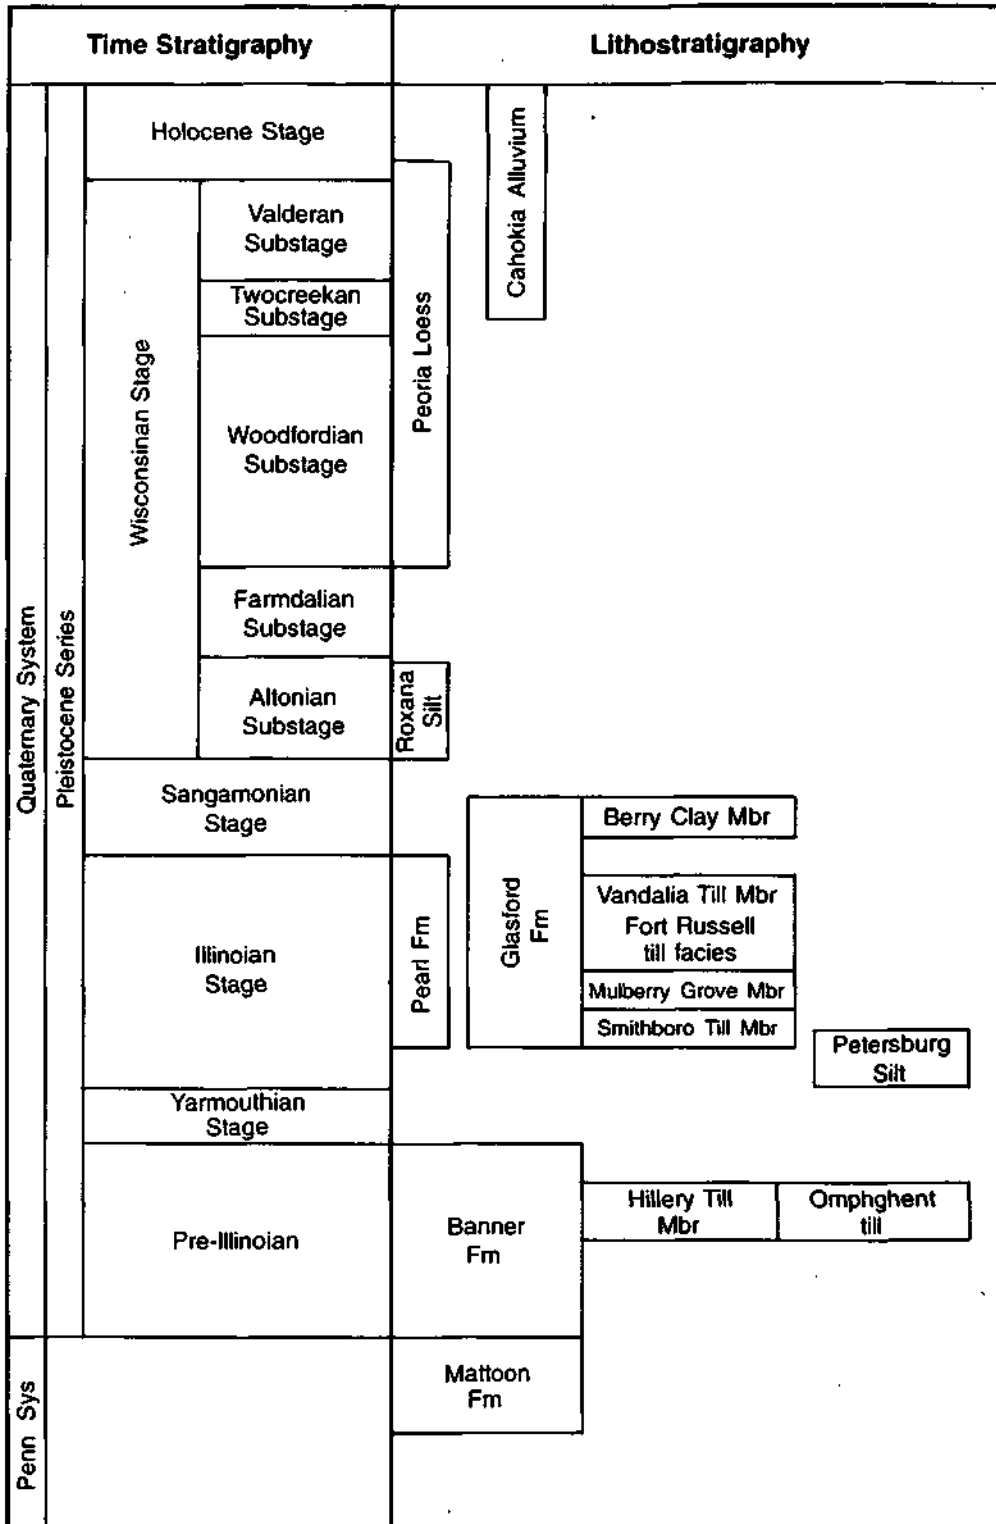 Time Stratigraphy
Lithostratigraphy
Quaternary System
Pleistocene Series
Holocene Stage
Wisconsinan Stage
Valderan
Substage
Twocreekan
Substage
Woodfordian
Substage
Farmdalian
Substage
Altonian
Substage
Sangamonian
Stage
Illinoian
Stage
Yarmouthian
Stage
Pre-Illinoian
Penn Sys
Peoria Loess
Cahokia Alluvium
Roxana
Silt
Pearl Fm
Glasford
Fm
Berry Clay Mbr
Vandalia Till Mbr
Fort Russell
till facies
Mulberry Grove Mbr
Smithboro Till Mbr
Petersburg
Silt
Banner
Fm
Hillery Till
Mbr
Omphghent
till
Mattoon
Fm